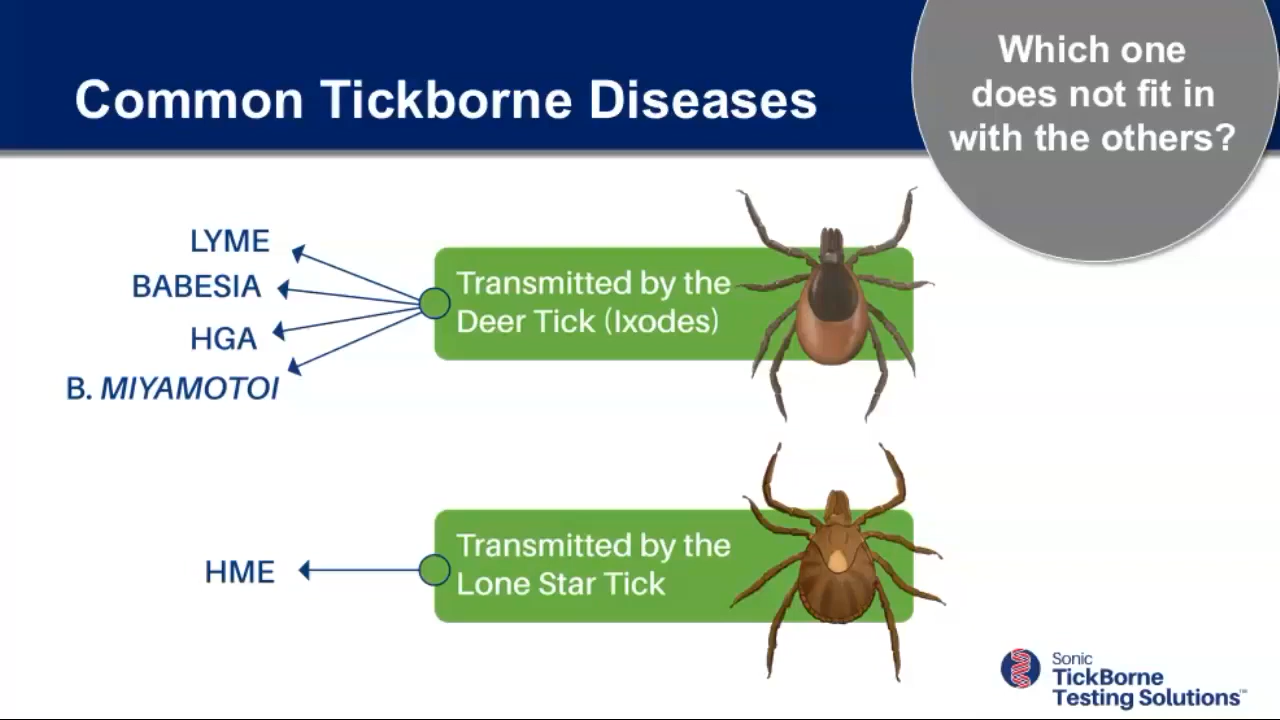 Common Tickborne Diseases
Which one
does not fit in
with the others?
LYME
BABESIA
HGA
B. MIYAMOTOI
Transmitted by the
Deer Tick (Ixodes)
HME
Transmitted by the
Lone Star Tick
Sonic
TickBorne
Testing Solutions™